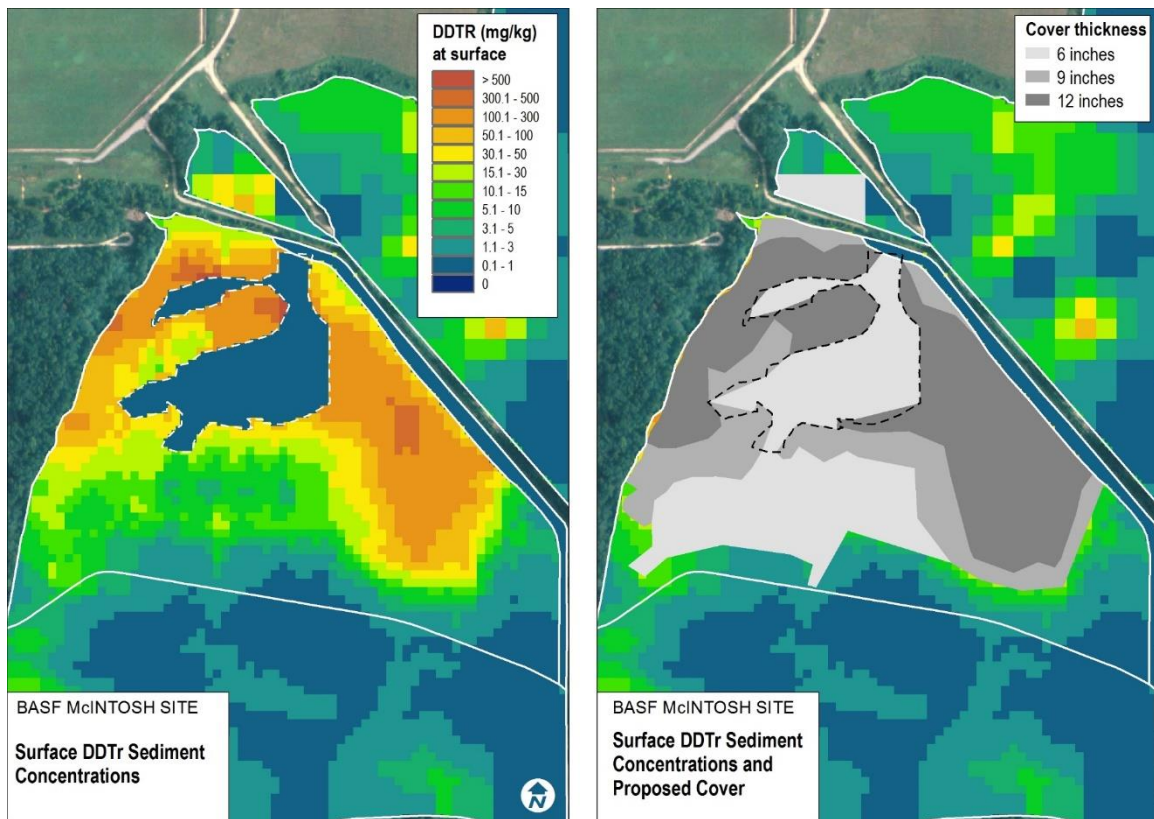 DDTR (mg/kg)
at surface
> 500
300.1 - 500
100.1 - 300
50.1 - 100
30.1 - 50
15.1 - 30
10.1 - 15
5.1 - 10
3.1 - 5
1.1 - 3
0.1 - 1
0
BASF McINTOSH SITE
Surface DDTr Sediment
Concentrations
N
Cover thickness
6 inches
9 inches
12 inches
BASF McINTOSH SITE
Surface DDTr Sediment
Concentrations and
Proposed Cover